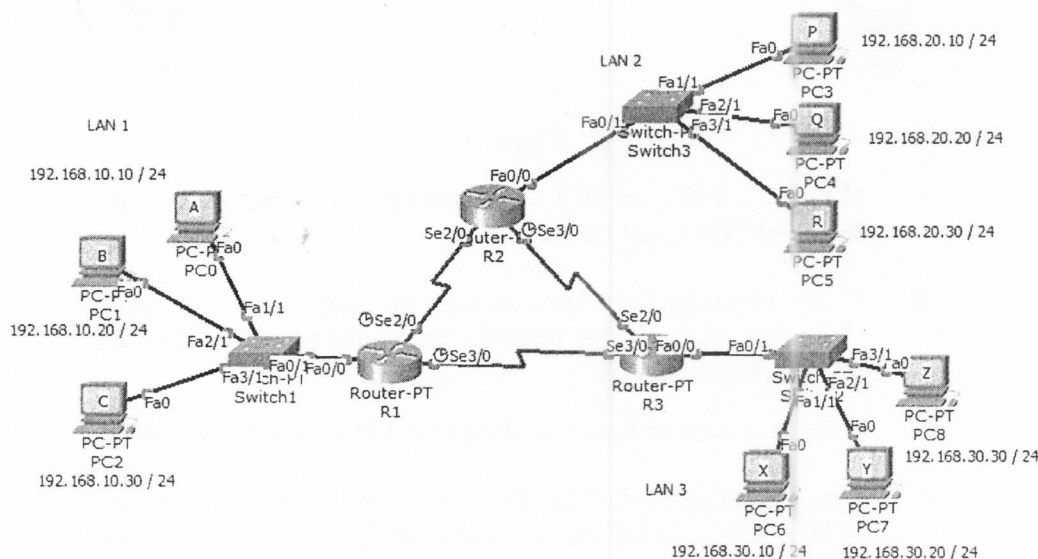 LAN 1
192.168.10.10 / 24
A
PC-P
PC0
Fa0
B
PC-P
PC1
Fa0
192.168.10.20 / 24
C
PC-PT
PC2
Fa0
192.168.10.30 / 24
Fa1/1
Fa2/1
Fa3/1
Fa0/1
Switch1
Fa0/0
Router-PT
R1
Se2/0
Se3/0
Se2/0
Se3/0
R2
Fa0/0
LAN 2
Fa0/1
Fa1/1
Fa2/1
Fa3/1
Switch-P
Switch3
Fa0
P
PC-PT
PC3
192.168.20.10 / 24
Fa0
Q
PC-PT
PC4
192.168.20.20 / 24
Fa0
R
PC-PT
PC5
192.168.20.30 / 24
Se2/0
Se3/0
Fa0/0
Router-PT
R3
Fa0/1
Switch
Fa3/1
Fa2/1
Fa1/1
Fa0
Z
PC-PT
PC8
192.168.30.30 / 24
Fa0
Y
PC-PT
PC7
192.168.30.20 / 24
Fa0
X
PC-PT
PC6
192.168.30.10 / 24
LAN 3